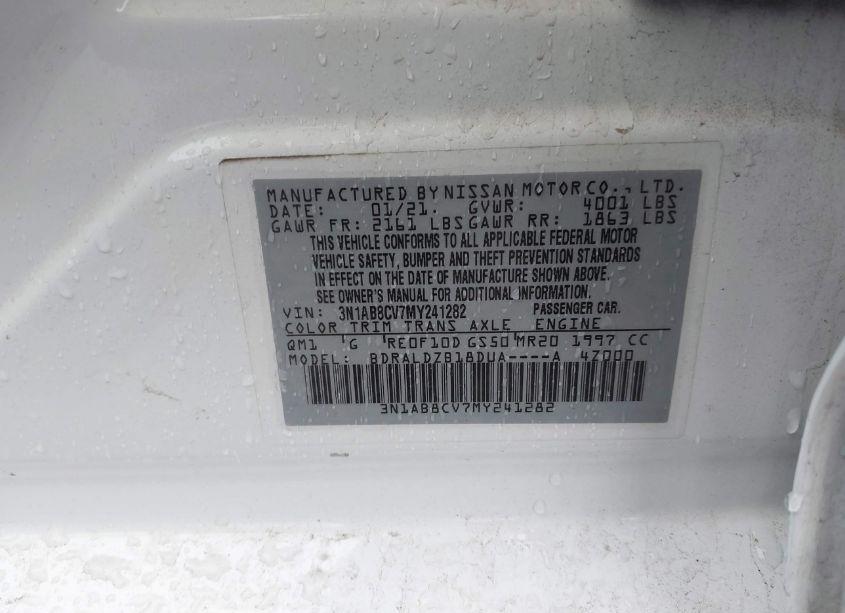 MANUFACTURED BY NISSAN MOTOR CO., LTD.
DATE: 01/21. GVWR: 4001 LBS
GAWR FR: 2161 LBS GAWR RR: 1863 LBS
THIS VEHICLE CONFORMS TO ALL APPLICABLE FEDERAL MOTOR
VEHICLE SAFETY, BUMPER AND THEFT PREVENTION STANDARDS
IN EFFECT ON THE DATE OF MANUFACTURE SHOWN ABOVE.
SEE OWNER'S MANUAL FOR ADDITIONAL INFORMATION.
VIN: 3N1AB8CV7MY241282 PASSENGER CAR.
COLOR TRIM TRANS AXLE ENGINE
QM1 G RE0F10D GS50 MR20 1997 CC
MODEL: BDRALDZB18DUA----A 4Z000
3N1AB8CV7MY241282